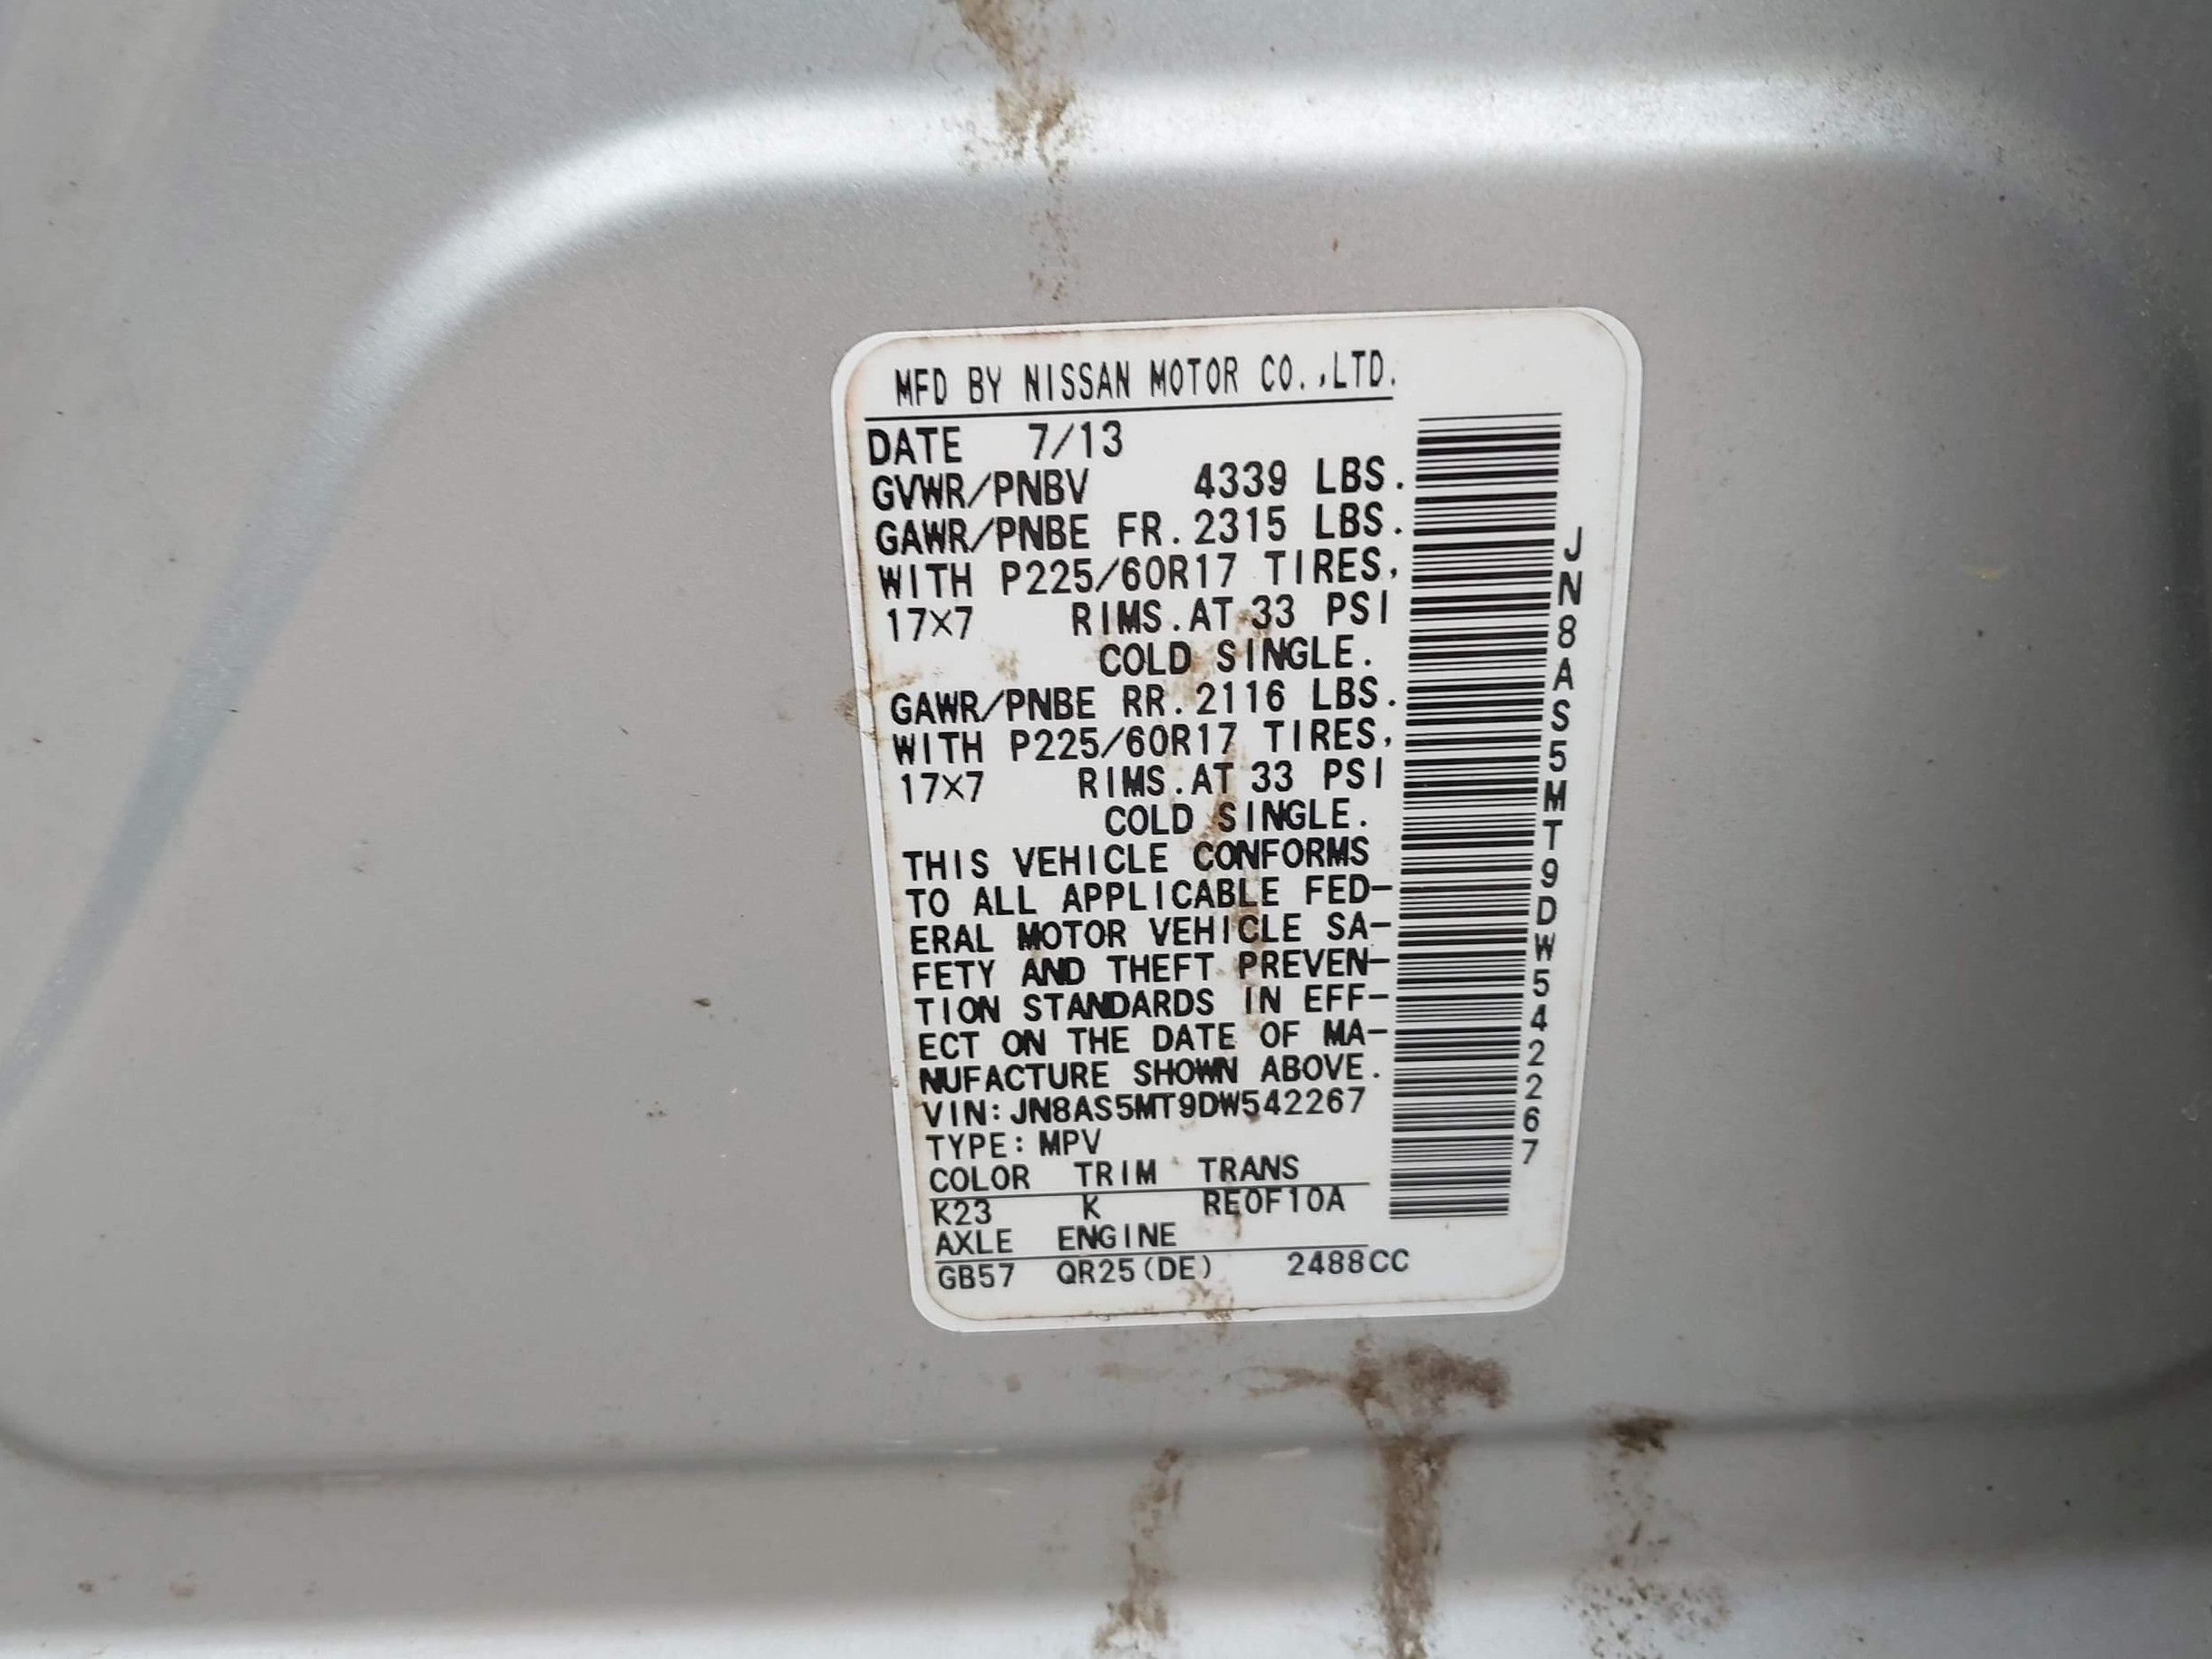 MFD BY NISSAN MOTOR CO.,LTD.
DATE 7/13
GVWR/PNBV 4339 LBS.
GAWR/PNBE FR.2315 LBS.
WITH P225/60R17 TIRES,
17X7 RIMS.AT 33 PSI
COLD SINGLE.
GAWR/PNBE RR.2116 LBS.
WITH P225/60R17 TIRES,
17X7 RIMS.AT 33 PSI
COLD SINGLE.
THIS VEHICLE CONFORMS
TO ALL APPLICABLE FED-
ERAL MOTOR VEHICLE SA-
FETY AND THEFT PREVEN-
TION STANDARDS IN EFF-
ECT ON THE DATE OF MA-
NUFACTURE SHOWN ABOVE.
VIN:JN8AS5MT9DW542267
TYPE:MPV
COLOR TRIM TRANS
K23 K RE0F10A
AXLE ENGINE
GB57 QR25(DE) 2488CC
JN8AS5MT9DW542267